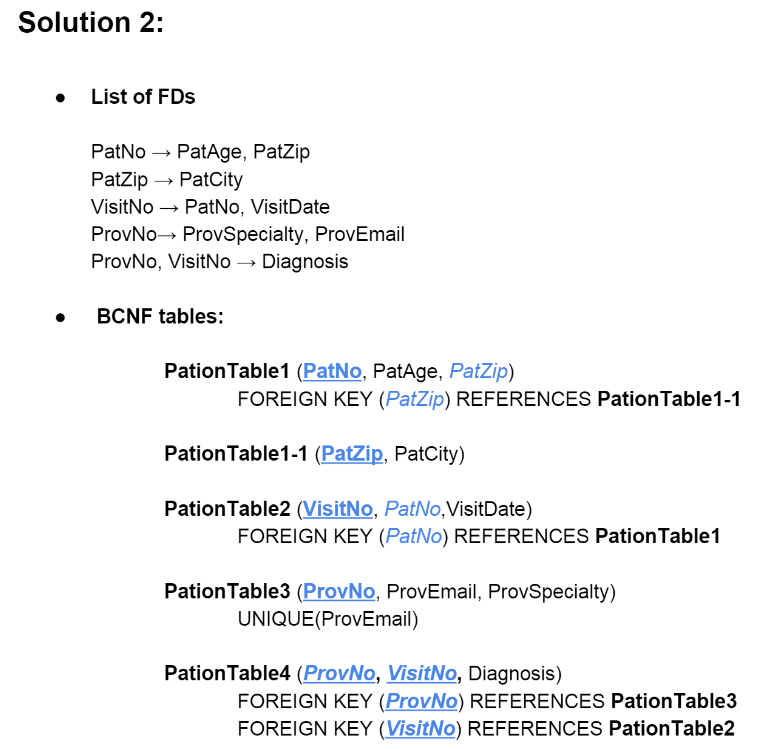 Solution 2:
● List of FDs
PatNo → PatAge, PatZip
PatZip → PatCity
VisitNo → PatNo, VisitDate
ProvNo→ ProvSpecialty, ProvEmail
ProvNo, VisitNo → Diagnosis
● BCNF tables:
PationTable1 (PatNo, PatAge, PatZip)
FOREIGN KEY (PatZip) REFERENCES PationTable1-1
PationTable1-1 (PatZip, PatCity)
PationTable2 (VisitNo, PatNo,VisitDate)
FOREIGN KEY (PatNo) REFERENCES PationTable1
PationTable3 (ProvNo, ProvEmail, ProvSpecialty)
UNIQUE(ProvEmail)
PationTable4 (ProvNo, VisitNo, Diagnosis)
FOREIGN KEY (ProvNo) REFERENCES PationTable3
FOREIGN KEY (VisitNo) REFERENCES PationTable2